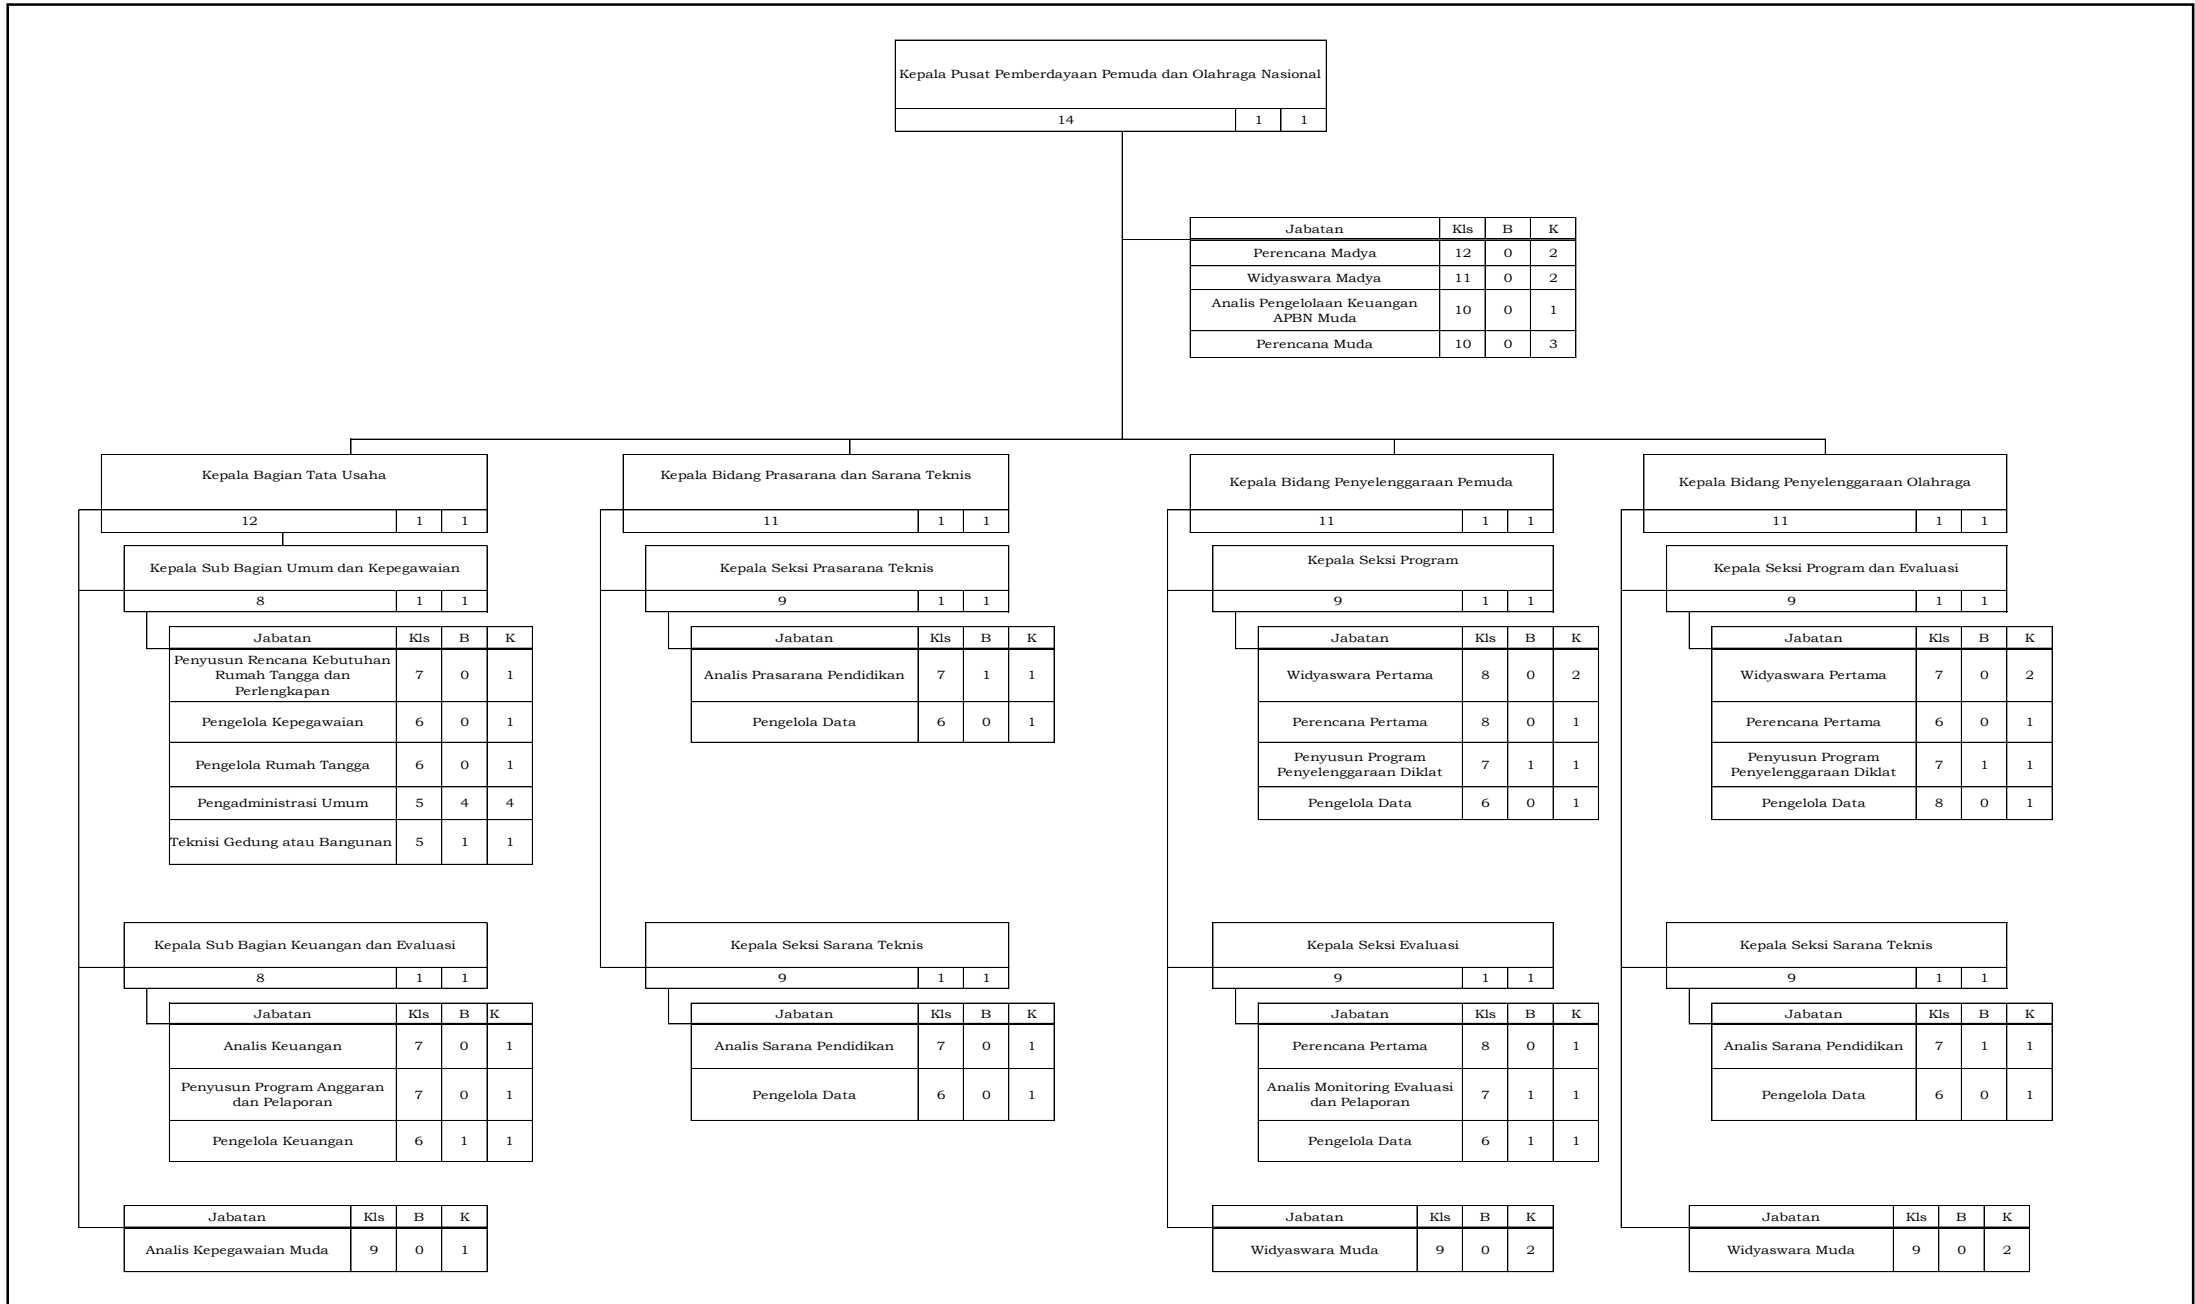 Kepala Pusat Pemberdayaan Pemuda dan Olahraga Nasional
14 1 1
Jabatan Kls B K
Perencana Madya 12 0 2
Widyaswara Madya 11 0 2
Analis Pengelolaan Keuangan
APBN Muda 10 0 1
Perencana Muda 10 0 3
Kepala Bagian Tata Usaha
12 1 1
Kepala Sub Bagian Umum dan Kepegawaian
8 1 1
Jabatan Kls B K
Penyusun Rencana Kebutuhan
Rumah Tangga dan
Perlengkapan 7 0 1
Pengelola Kepegawaian 6 0 1
Pengelola Rumah Tangga 6 0 1
Pengadministrasi Umum 5 4 4
Teknisi Gedung atau Bangunan 5 1 1
Kepala Sub Bagian Keuangan dan Evaluasi
8 1 1
Jabatan Kls B K
Analis Keuangan 7 0 1
Penyusun Program Anggaran
dan Pelaporan 7 0 1
Pengelola Keuangan 6 1 1
Jabatan Kls B K
Analis Kepegawaian Muda 9 0 1
Kepala Bidang Prasarana dan Sarana Teknis
11 1 1
Kepala Seksi Prasarana Teknis
9 1 1
Jabatan Kls B K
Analis Prasarana Pendidikan 7 1 1
Pengelola Data 6 0 1
Kepala Seksi Sarana Teknis
9 1 1
Jabatan Kls B K
Analis Sarana Pendidikan 7 0 1
Pengelola Data 6 0 1
Kepala Bidang Penyelenggaraan Pemuda
11 1 1
Kepala Seksi Program
9 1 1
Jabatan Kls B K
Widyaswara Pertama 8 0 2
Perencana Pertama 8 0 1
Penyusun Program
Penyelenggaraan Diklat 7 1 1
Pengelola Data 6 0 1
Kepala Seksi Evaluasi
9 1 1
Jabatan Kls B K
Perencana Pertama 8 0 1
Analis Monitoring Evaluasi
dan Pelaporan 7 1 1
Pengelola Data 6 1 1
Jabatan Kls B K
Widyaswara Muda 9 0 2
Kepala Bidang Penyelenggaraan Olahraga
11 1 1
Kepala Seksi Program dan Evaluasi
9 1 1
Jabatan Kls B K
Widyaswara Pertama 7 0 2
Perencana Pertama 6 0 1
Penyusun Program
Penyelenggaraan Diklat 7 1 1
Pengelola Data 8 0 1
Kepala Seksi Sarana Teknis
9 1 1
Jabatan Kls B K
Analis Sarana Pendidikan 7 1 1
Pengelola Data 6 0 1
Jabatan Kls B K
Widyaswara Muda 9 0 2